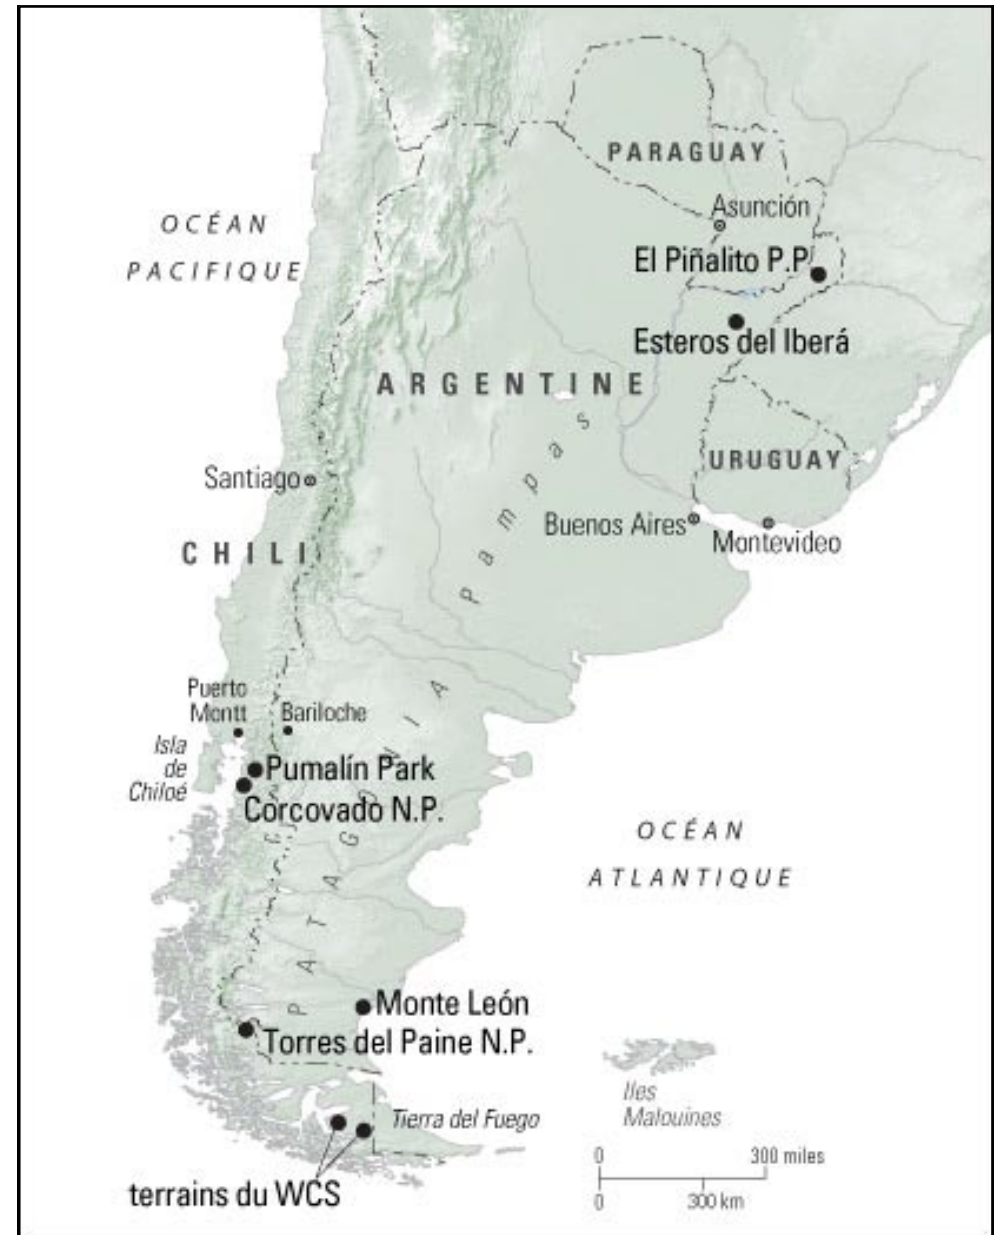 PARAGUAY
Asunción
OCÉAN
PACIFIQUE
El Piñalito P.P.
Esteros del Iberá
ARGENTINE
Pampas
URUGUAY
Santiago
Buenos Aires
Montevideo
CHILI
Puerto
Montt
Bariloche
Isla
de
Chiloé
Pumalín Park
Corcovado N.P.
PATAGONIA
OCÉAN
ATLANTIQUE
Monte León
Torres del Paine N.P.
Iles
Malouines
Tierra del Fuego
terrains du WCS
0 300 miles
0 300 km